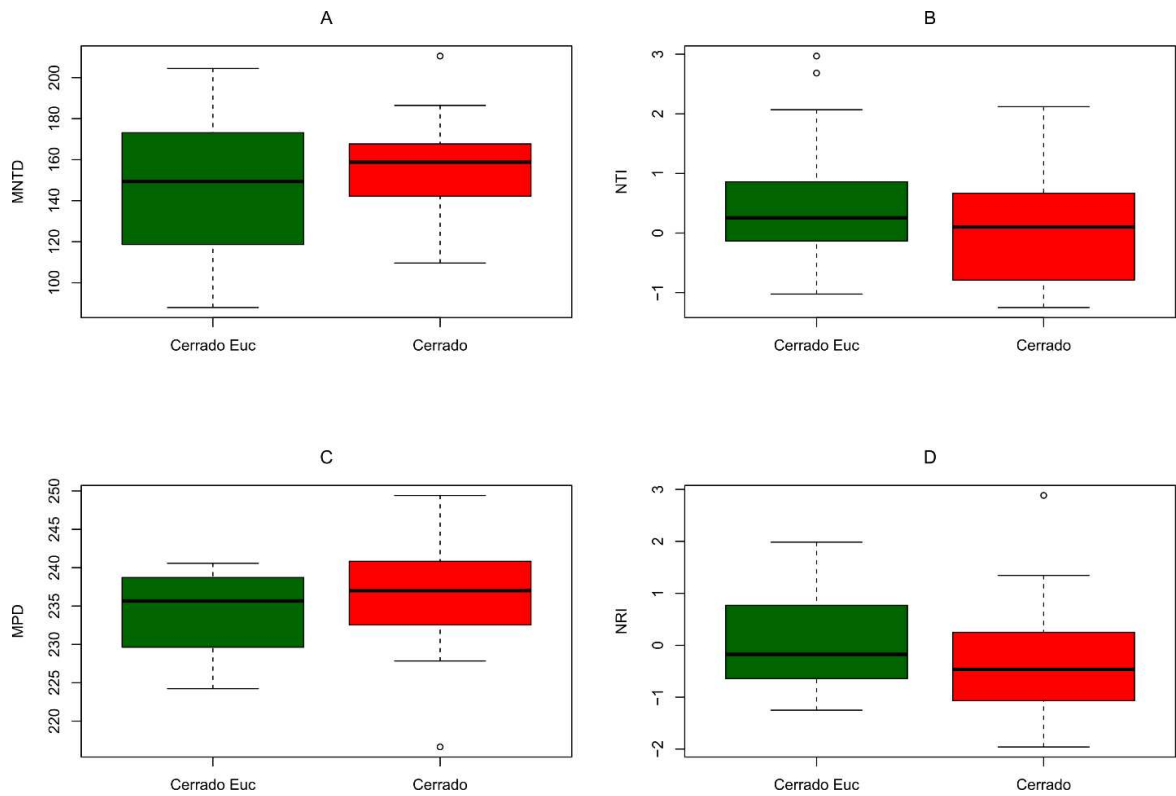 A
MNTD
200
180
160
140
120
100
Cerrado Euc
Cerrado
B
NTI
3
2
1
0
−1
Cerrado Euc
Cerrado
C
MPD
250
245
240
235
230
225
220
Cerrado Euc
Cerrado
D
NRI
3
2
1
0
−1
−2
Cerrado Euc
Cerrado